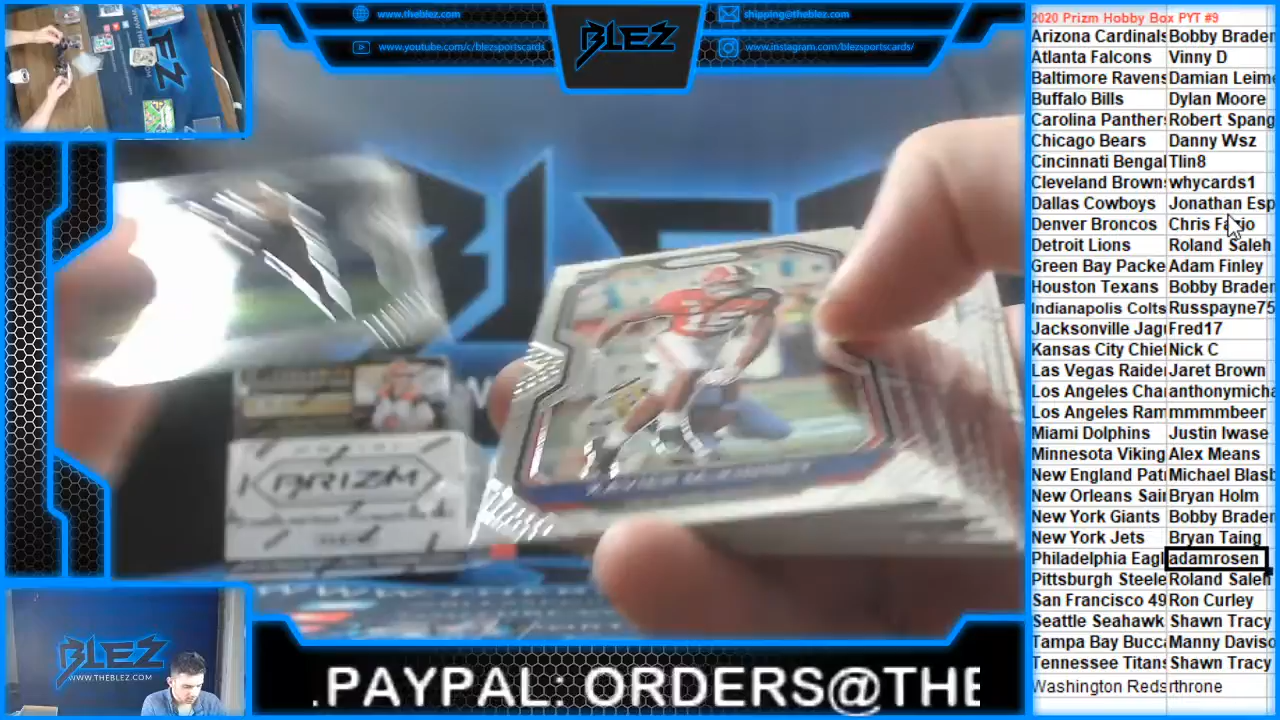 www.theblez.com
www.youtube.com/c/blezsportscards
BLEZ
shipping@theblez.com
www.instagram.com/blezsportscards/
2020 Prizm Hobby Box PYT #9
Arizona Cardinals Bobby Braden
Atlanta Falcons Vinny D
Baltimore Ravens Damian Leim
Buffalo Bills Dylan Moore
Carolina Panthers Robert Spang
Chicago Bears Danny Wsz
Cincinnati Bengal Tlin8
Cleveland Browns whycards1
Dallas Cowboys Jonathan Esp
Denver Broncos Chris
Detroit Lions Roland Saleh
Green Bay Packe Adam Finley
Houston Texans Bobby Braden
Indianapolis Colts Russpayne75
Jacksonville Jagu Fred17
Kansas City Chief Nick C
Las Vegas Raide Jaret Brown
Los Angeles Cha anthonymicha
Los Angeles Ram mmmmbeer
Miami Dolphins Justin Iwase
Minnesota Viking Alex Means
New England Pat Michael Blasb
New Orleans Sai Bryan Holm
New York Giants Bobby Braden
New York Jets Bryan Taing
Philadelphia Eagl adamrosen
Pittsburgh Steele Roland Saleh
San Francisco 49 Ron Curley
Seattle Seahawk Shawn Tracy
Tampa Bay Bucc Manny Daviso
Tennessee Titans Shawn Tracy
Washington Reds rthrone
PRIZM
BLEZ
WWW.THEBLEZ.COM
.PAYPAL: ORDERS@THE